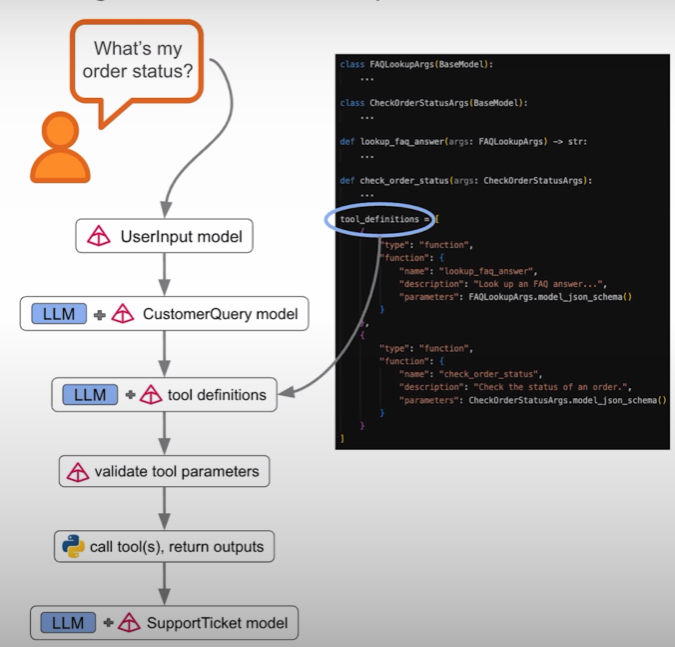 What's my
order status?
UserInput model
LLM + CustomerQuery model
LLM + tool definitions
validate tool parameters
call tool(s), return outputs
LLM + SupportTicket model
class FAQLookupArgs(BaseModel):
...
class CheckOrderStatusArgs(BaseModel):
...
def lookup_faq_answer(args: FAQLookupArgs) -> str:
...
def check_order_status(args: CheckOrderStatusArgs):
...
tool_definitions = [
{
"type": "function",
"function": {
"name": "lookup_faq_answer",
"description": "Look up an FAQ answer...",
"parameters": FAQLookupArgs.model_json_schema()
}
},
{
"type": "function",
"function": {
"name": "check_order_status",
"description": "Check the status of an order.",
"parameters": CheckOrderStatusArgs.model_json_schema()
}
}
]